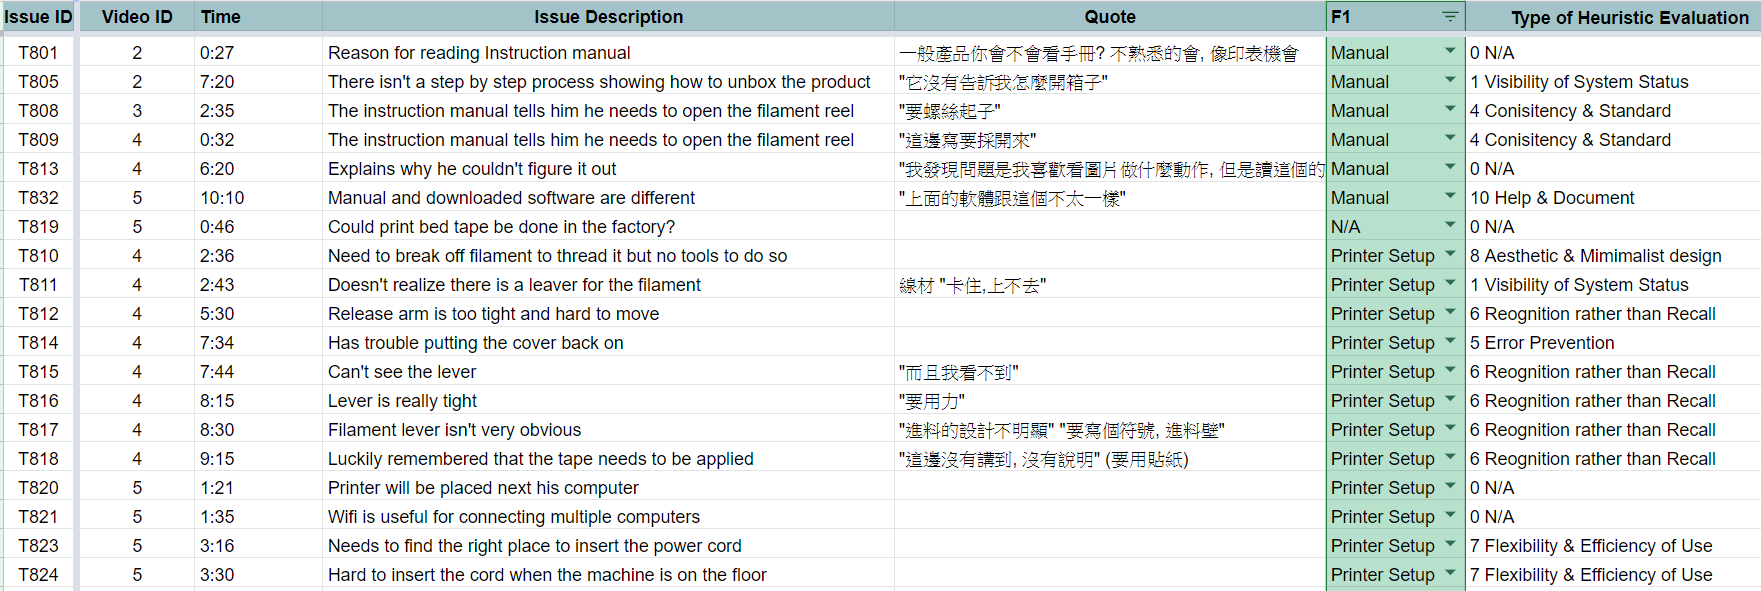 Issue ID Video ID Time Issue Description Quote F1 Type of Heuristic Evaluation
T801 2 0:27 Reason for reading Instruction manual 一般產品你會不會看手冊? 不熟悉的會, 像印表機會 Manual 0 N/A
T805 2 7:20 There isn't a step by step process showing how to unbox the product "它沒有告訴我怎麼開箱子" Manual 1 Visibility of System Status
T808 3 2:35 The instruction manual tells him he needs to open the filament reel "要螺絲起子" Manual 4 Conisitency & Standard
T809 4 0:32 The instruction manual tells him he needs to open the filament reel "這邊寫要採開來" Manual 4 Conisitency & Standard
T813 4 6:20 Explains why he couldn't figure it out "我發現問題是我喜歡看圖片做什麼動作, 但是讀這個的 Manual 0 N/A
T832 5 10:10 Manual and downloaded software are different "上面的軟體跟這個不太一樣" Manual 10 Help & Document
T819 5 0:46 Could print bed tape be done in the factory? N/A 0 N/A
T810 4 2:36 Need to break off filament to thread it but no tools to do so Printer Setup 8 Aesthetic & Mimimalist design
T811 4 2:43 Doesn't realize there is a leaver for the filament 線材 "卡住,上不去" Printer Setup 1 Visibility of System Status
T812 4 5:30 Release arm is too tight and hard to move Printer Setup 6 Reognition rather than Recall
T814 4 7:34 Has trouble putting the cover back on Printer Setup 5 Error Prevention
T815 4 7:44 Can't see the lever "而且我看不到" Printer Setup 6 Reognition rather than Recall
T816 4 8:15 Lever is really tight "要用力" Printer Setup 6 Reognition rather than Recall
T817 4 8:30 Filament lever isn't very obvious "進料的設計不明顯" "要寫個符號, 進料壁" Printer Setup 6 Reognition rather than Recall
T818 4 9:15 Luckily remembered that the tape needs to be applied "這邊沒有講到, 沒有說明" (要用貼紙) Printer Setup 6 Reognition rather than Recall
T820 5 1:21 Printer will be placed next his computer Printer Setup 0 N/A
T821 5 1:35 Wifi is useful for connecting multiple computers Printer Setup 0 N/A
T823 5 3:16 Needs to find the right place to insert the power cord Printer Setup 7 Flexibility & Efficiency of Use
T824 5 3:30 Hard to insert the cord when the machine is on the floor Printer Setup 7 Flexibility & Efficiency of Use